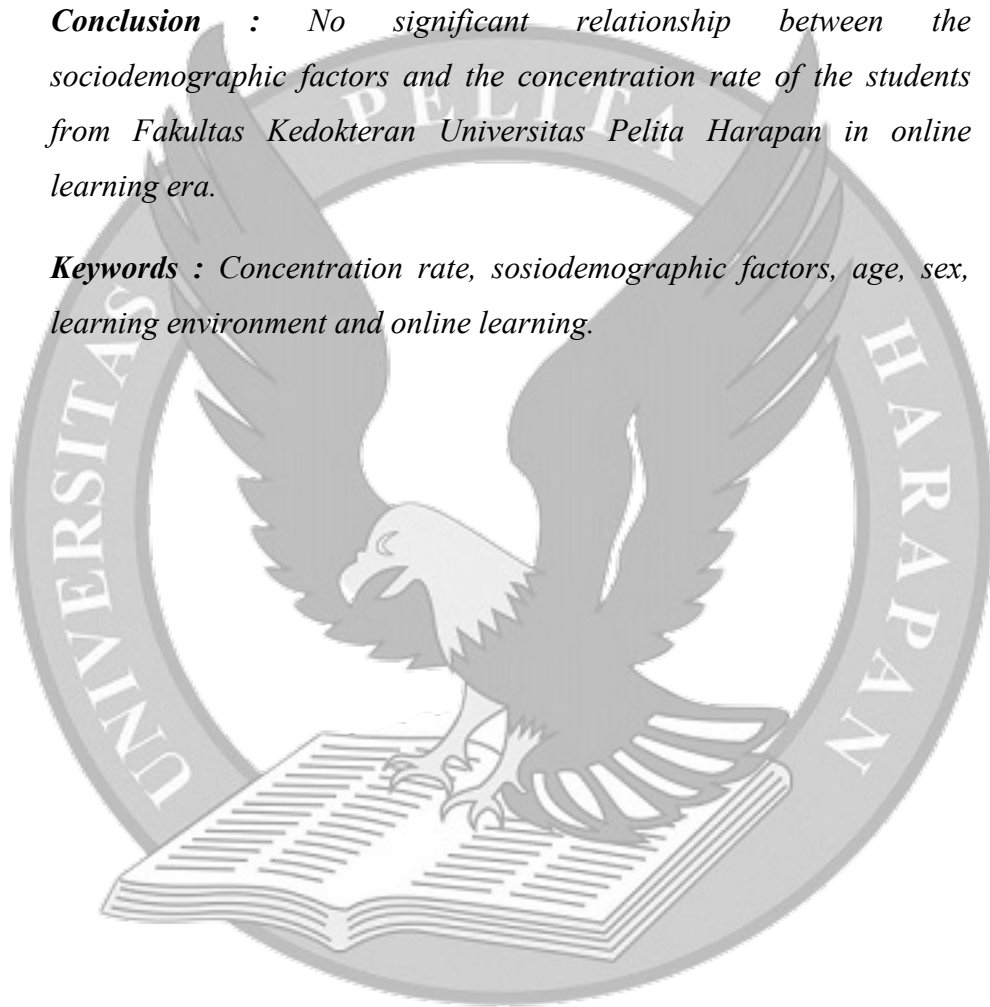 Conclusion : No significant relationship between the
sociodemographic factors and the concentration rate of the students
from Fakultas Kedokteran Universitas Pelita Harapan in online
learning era.
Keywords : Concentration rate, sosiodemographic factors, age, sex,
learning environment and online learning.
UNIVERSITAS PELITA HARAPAN